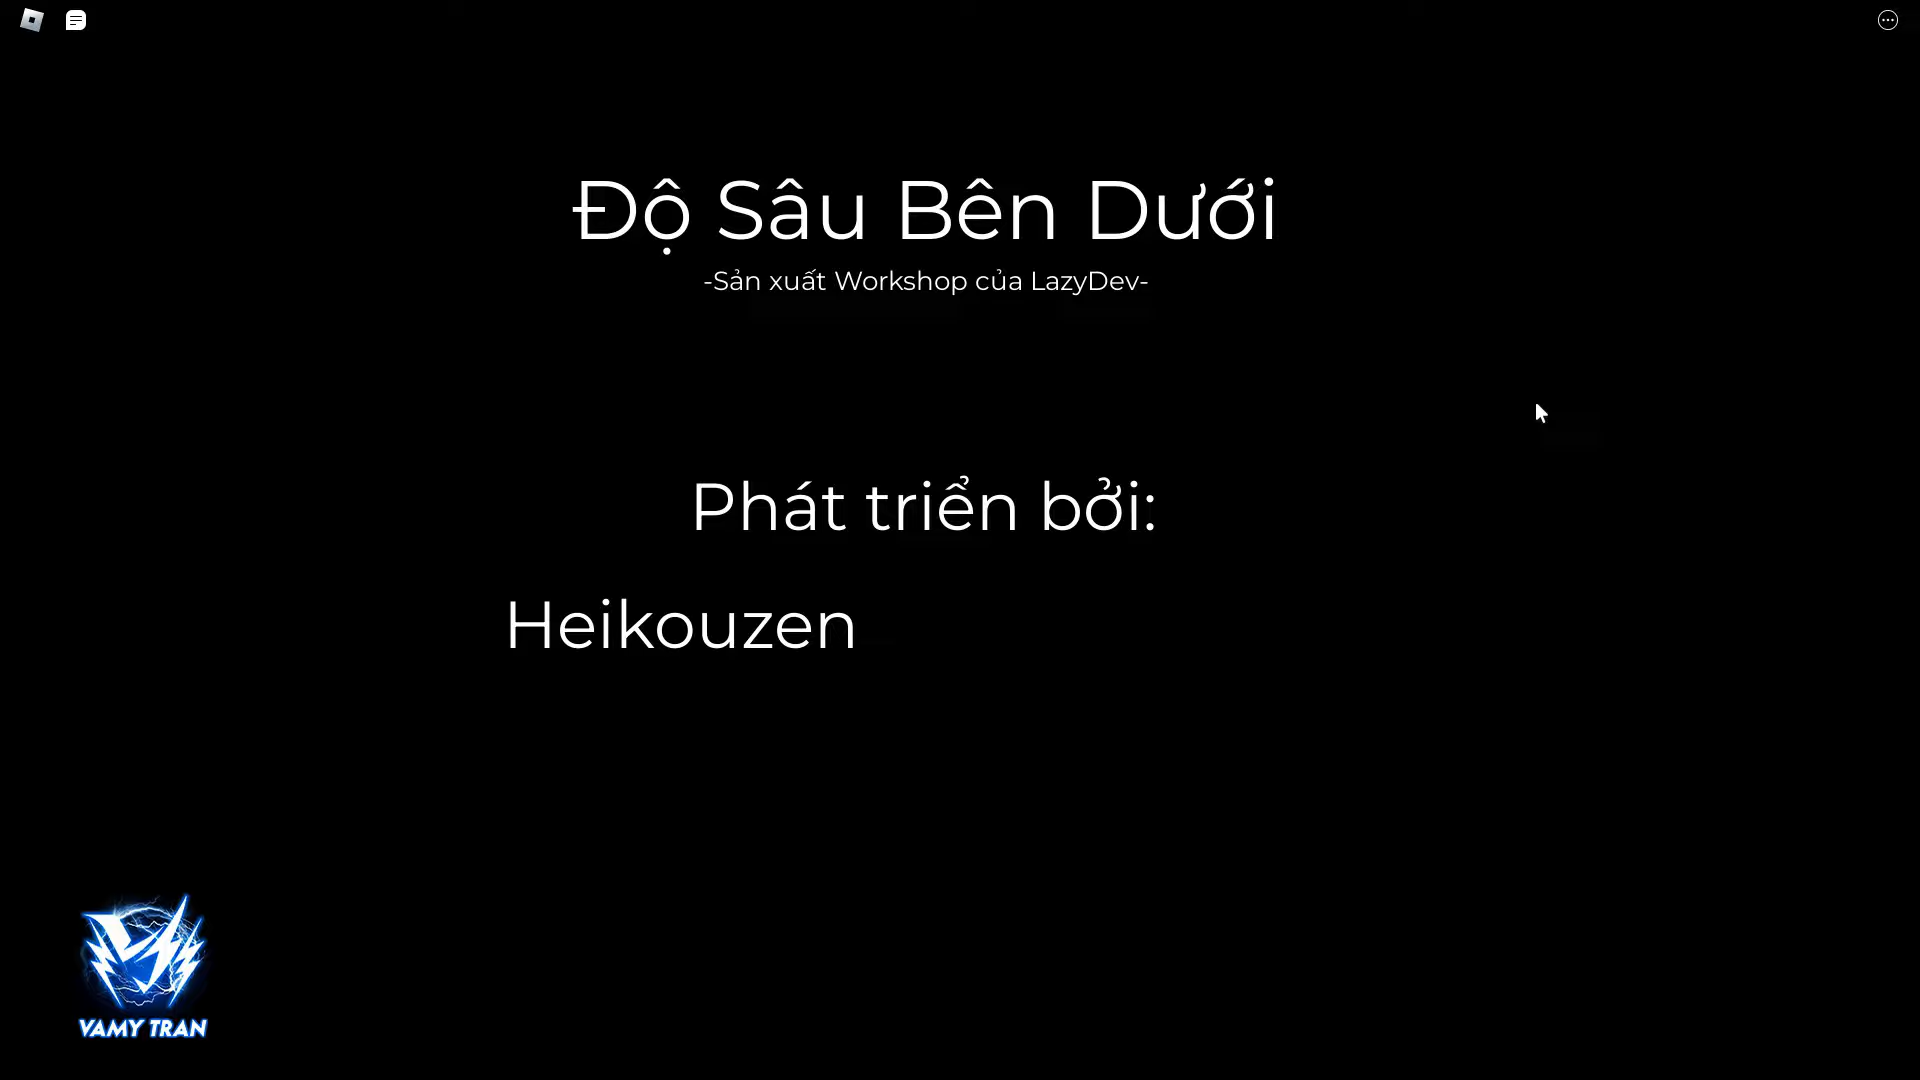 Độ Sâu Bên Dưới
-Sản xuất Workshop của LazyDev-
Phát triển bởi:
Heikouzen
VAMY TRAN